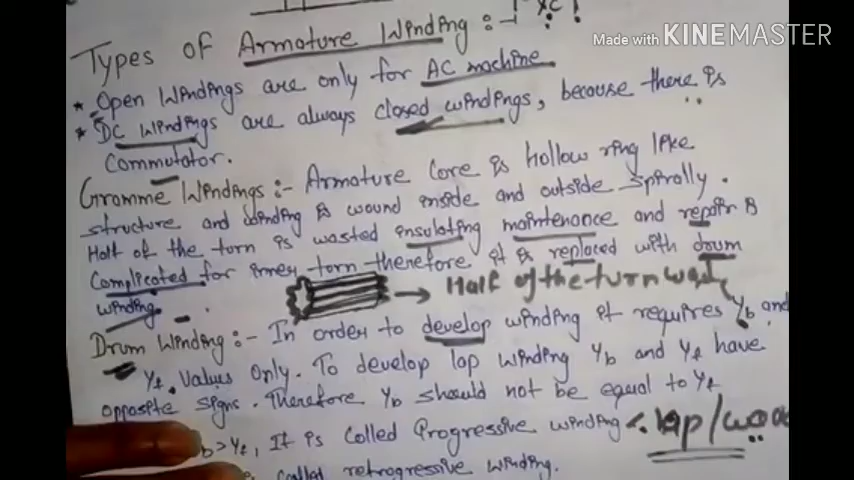 Made with KINEMASTER
Types of Armature Winding :-
* Open Windings are only for AC machine
* DC Windings are always closed windings, because there is
Commutator.
Gramme Windings :- Armature Core is hollow ring like
structure and winding is wound inside and outside spirally.
Half of the turn is wasted insulating maintenance and repair is
Complicated for inner turn therefore it is replaced with drum
winding.
Half of the turn
Drum Winding :- In order to develop winding it requires Yb and
Yf Values Only. To develop lap winding Yb and Yf have
opposite signs. Therefore Yb should not be equal to Yf
b > Yf, It is called Progressive winding < lap/
called retrogressive winding.